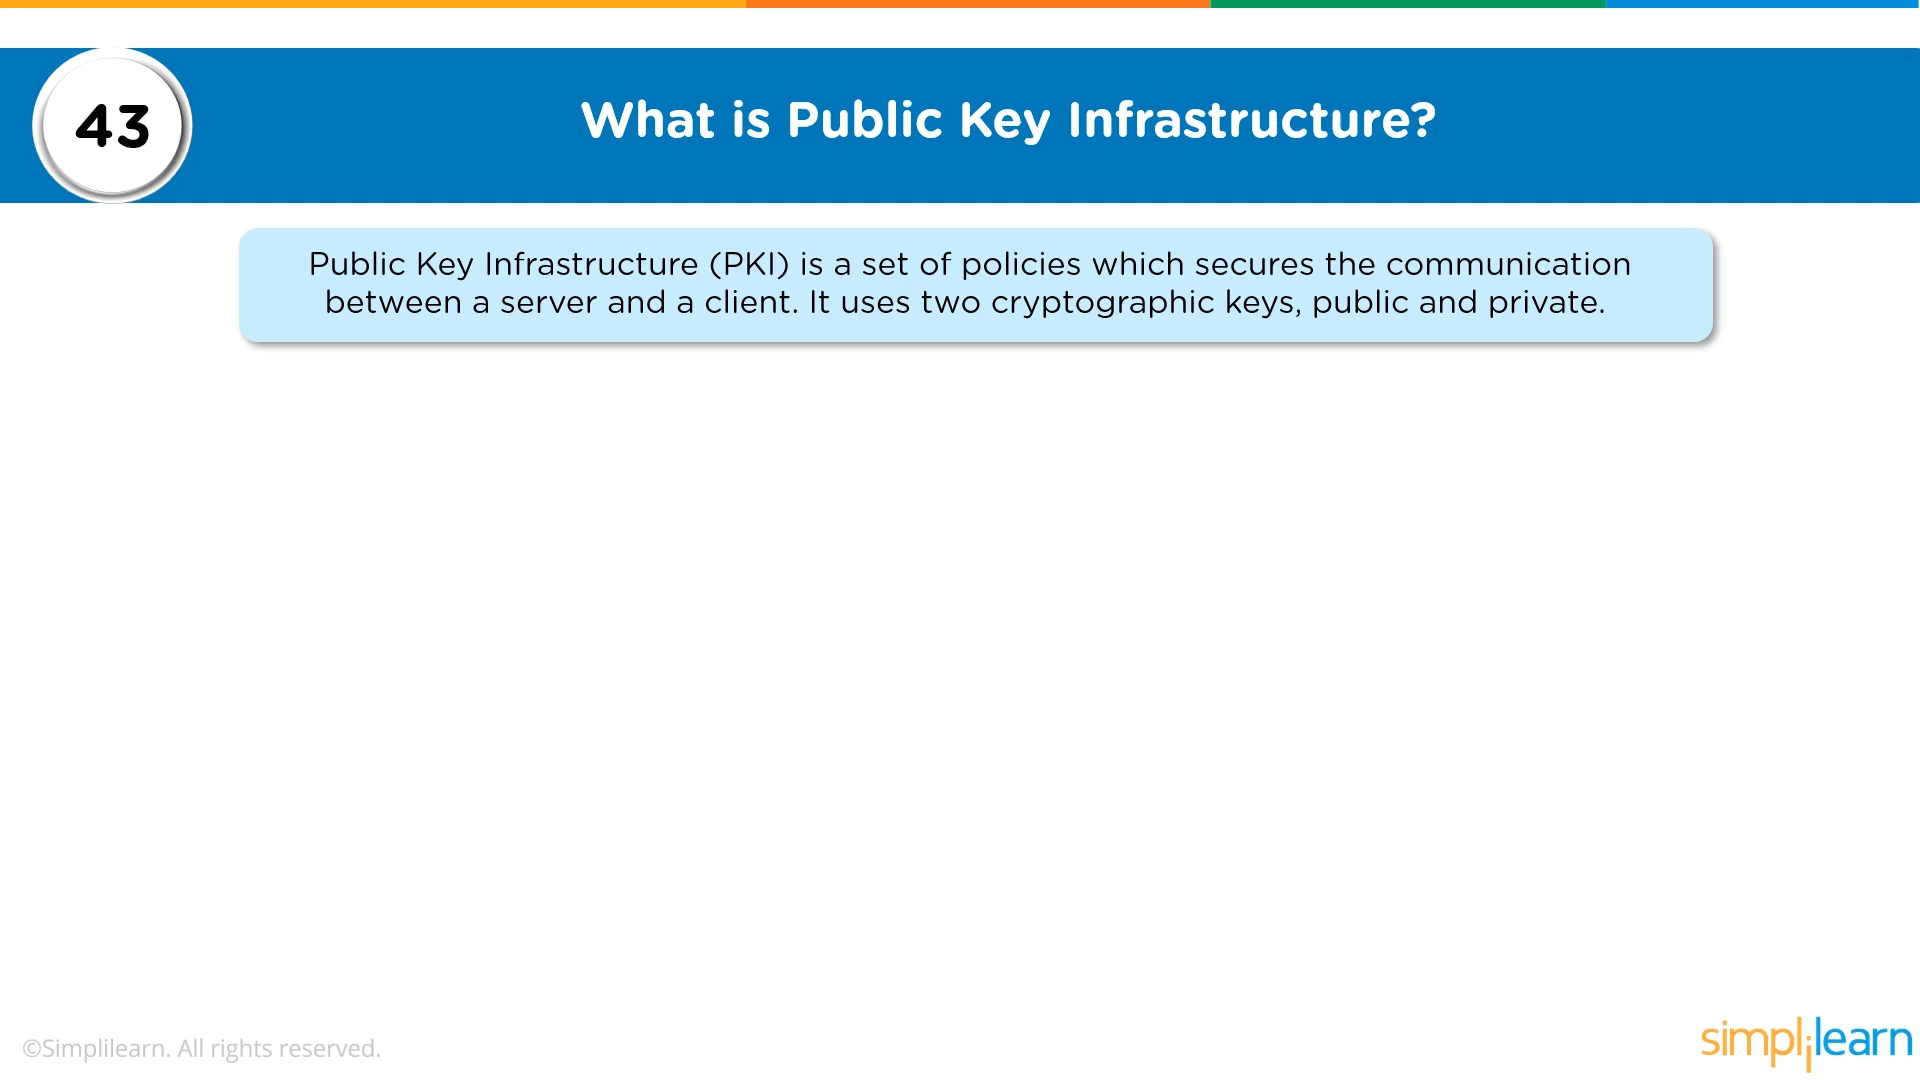 43
What is Public Key Infrastructure?
Public Key Infrastructure (PKI) is a set of policies which secures the communication
between a server and a client. It uses two cryptographic keys, public and private.
©Simplilearn. All rights reserved.
simplilearn